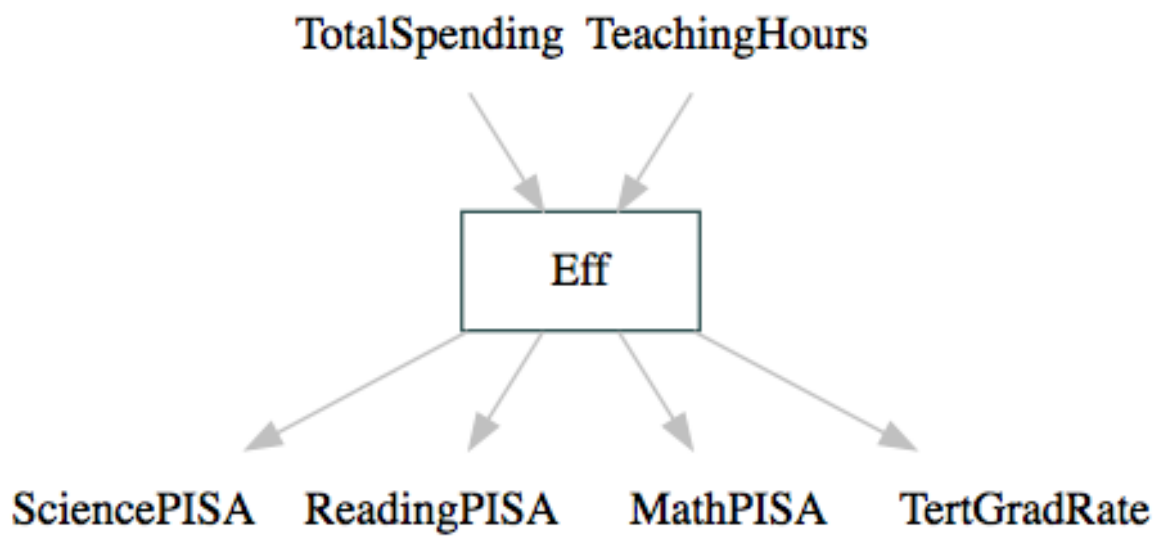 TotalSpending TeachingHours
Eff
SciencePISA ReadingPISA MathPISA TertGradRate